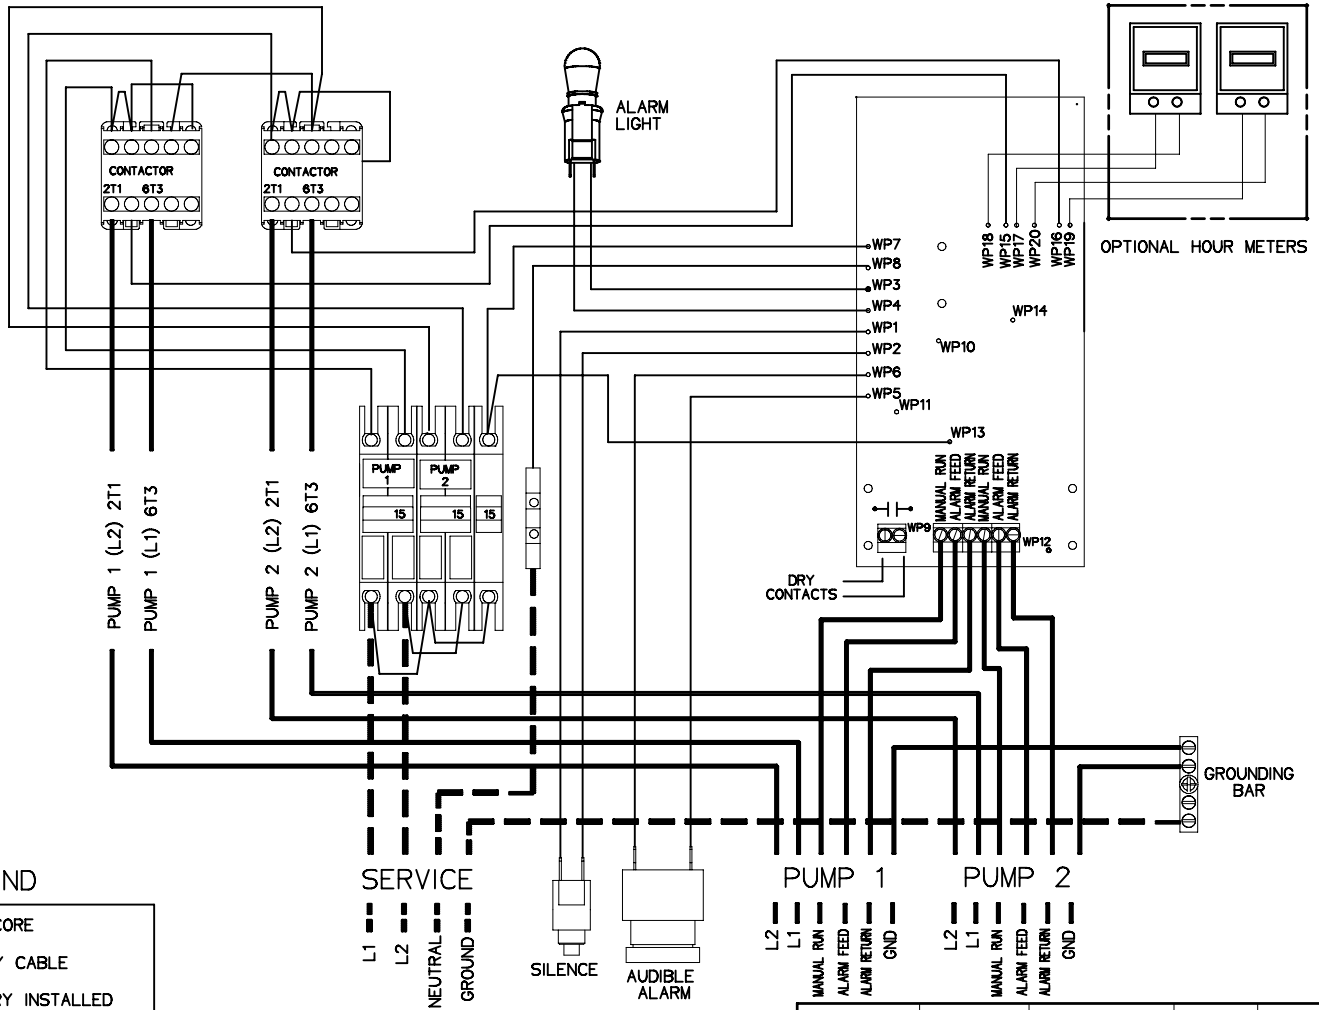 ALARM
LIGHT
CONTACTOR
2T1 6T3
CONTACTOR
2T1 6T3
OPTIONAL HOUR METERS
WP18
WP15
WP17
WP20
WP16
WP19
WP7
WP8
WP3
WP4
WP1
WP2
WP6
WP5
WP14
WP10
WP11
WP13
MANUAL RUN
ALARM FEED
ALARM RETURN
MANUAL RUN
ALARM FEED
ALARM RETURN
WP9
WP12
DRY
CONTACTS
PUMP
1
PUMP
2
15
15
15
PUMP 1 (L2) 2T1
PUMP 1 (L1) 6T3
PUMP 2 (L2) 2T1
PUMP 2 (L1) 6T3
GROUNDING
BAR
SERVICE
L1
L2
NEUTRAL
GROUND
SILENCE
AUDIBLE
ALARM
PUMP 1
L2
L1
MANUAL RUN
ALARM FEED
ALARM RETURN
GND
PUMP 2
L2
L1
MANUAL RUN
ALARM FEED
ALARM RETURN
GND
ND
CORE
Y CABLE
RY INSTALLED